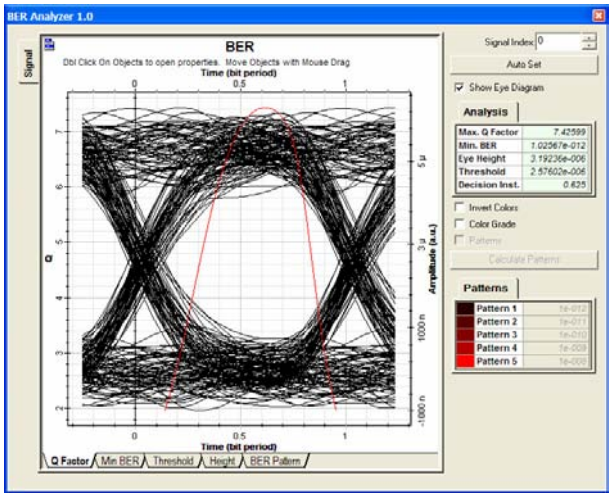 BER Analyzer 1.0
Signal
BER
Dbl Click On Objects to open properties. Move Objects with Mouse Drag
Time (bit period)
0 0.5 1
Q
7
6
5
4
3
2
Amplitude (a.u.)
5 µ
3 µ
1000 n
-1000 n
0 0.5 1
Time (bit period)
Q Factor Min BER Threshold Height BER Pattern
Signal Index: 0
Auto Set
Show Eye Diagram
Analysis
Max. Q Factor 7.42599
Min. BER 1.02567e-012
Eye Height 3.19236e-006
Threshold 2.57602e-006
Decision Inst. 0.625
Invert Colors
Color Grade
Patterns
Calculate Patterns
Patterns
Pattern 1 1e-012
Pattern 2 1e-011
Pattern 3 1e-010
Pattern 4 1e-009
Pattern 5 1e-008